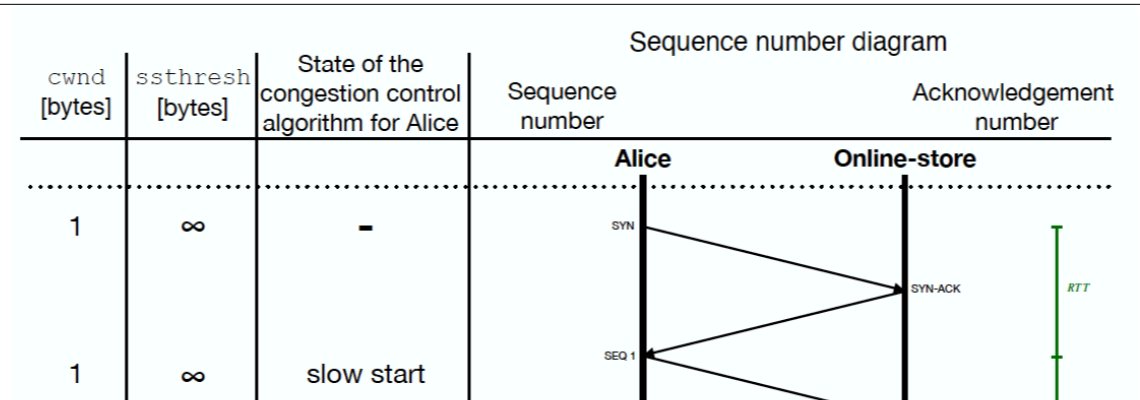 Sequence number diagram
cwnd
[bytes]
ssthresh
[bytes]
State of the
congestion control
algorithm for Alice
Sequence
number
Acknowledgement
number
Alice
Online-store
1
∞
-
SYN
SYN-ACK
RTT
SEQ 1
1
∞
slow start